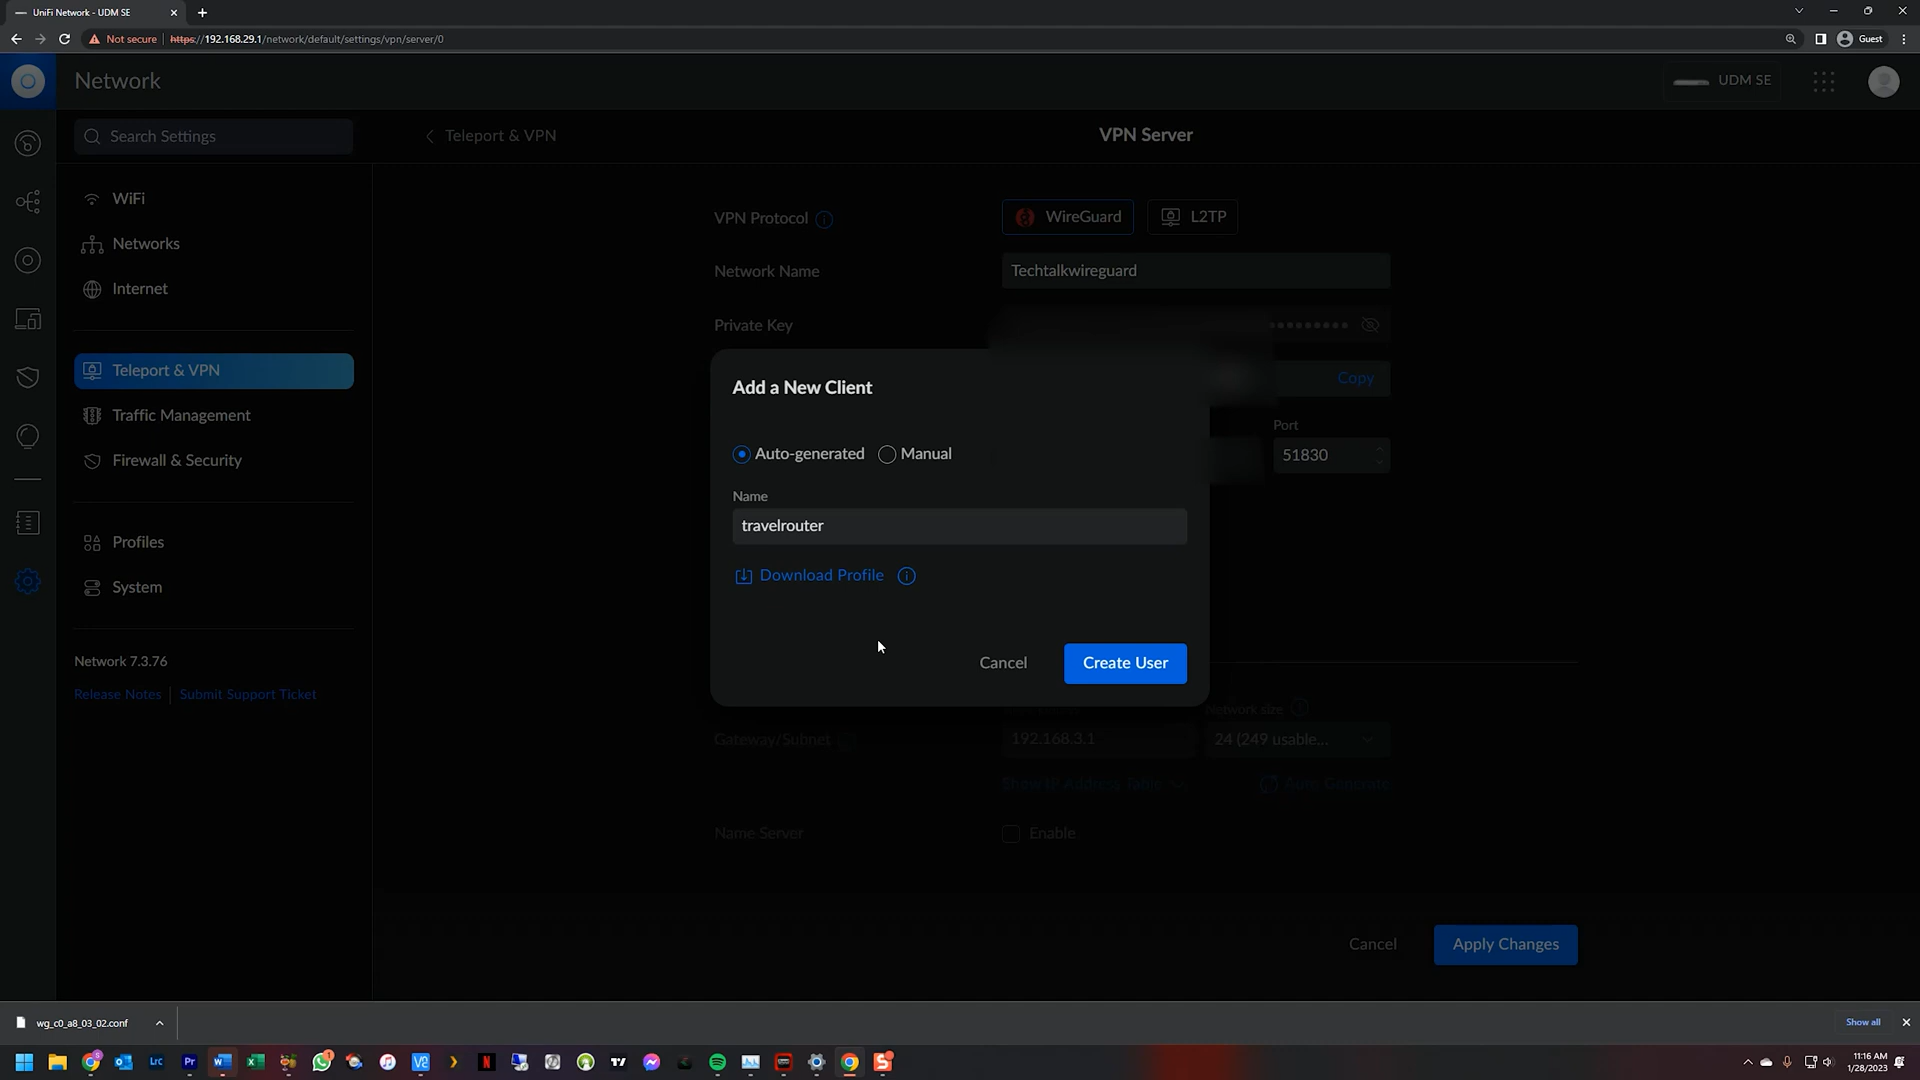 UniFi Network - UDM SE
Not secure
https://192.168.29.1/network/default/settings/vpn/server/0
Guest
Network
UDM SE
Search Settings
Teleport & VPN
VPN Server
WiFi
Networks
Internet
Teleport & VPN
Traffic Management
Firewall & Security
Profiles
System
Network 7.3.76
Release Notes
Submit Support Ticket
VPN Protocol
WireGuard
L2TP
Network Name
Techtalkwireguard
Private Key
Copy
Port
51830
Add a New Client
Auto-generated
Manual
Name
travelrouter
Download Profile
Cancel
Create User
Network size
Gateway/Subnet
192.168.3.1
24 (249 usable...
Show IP Address Table
Auto-Generate
Name Server
Enable
Cancel
Apply Changes
wg_c0_a8_03_02.conf
Show all
11:16 AM
1/28/2023